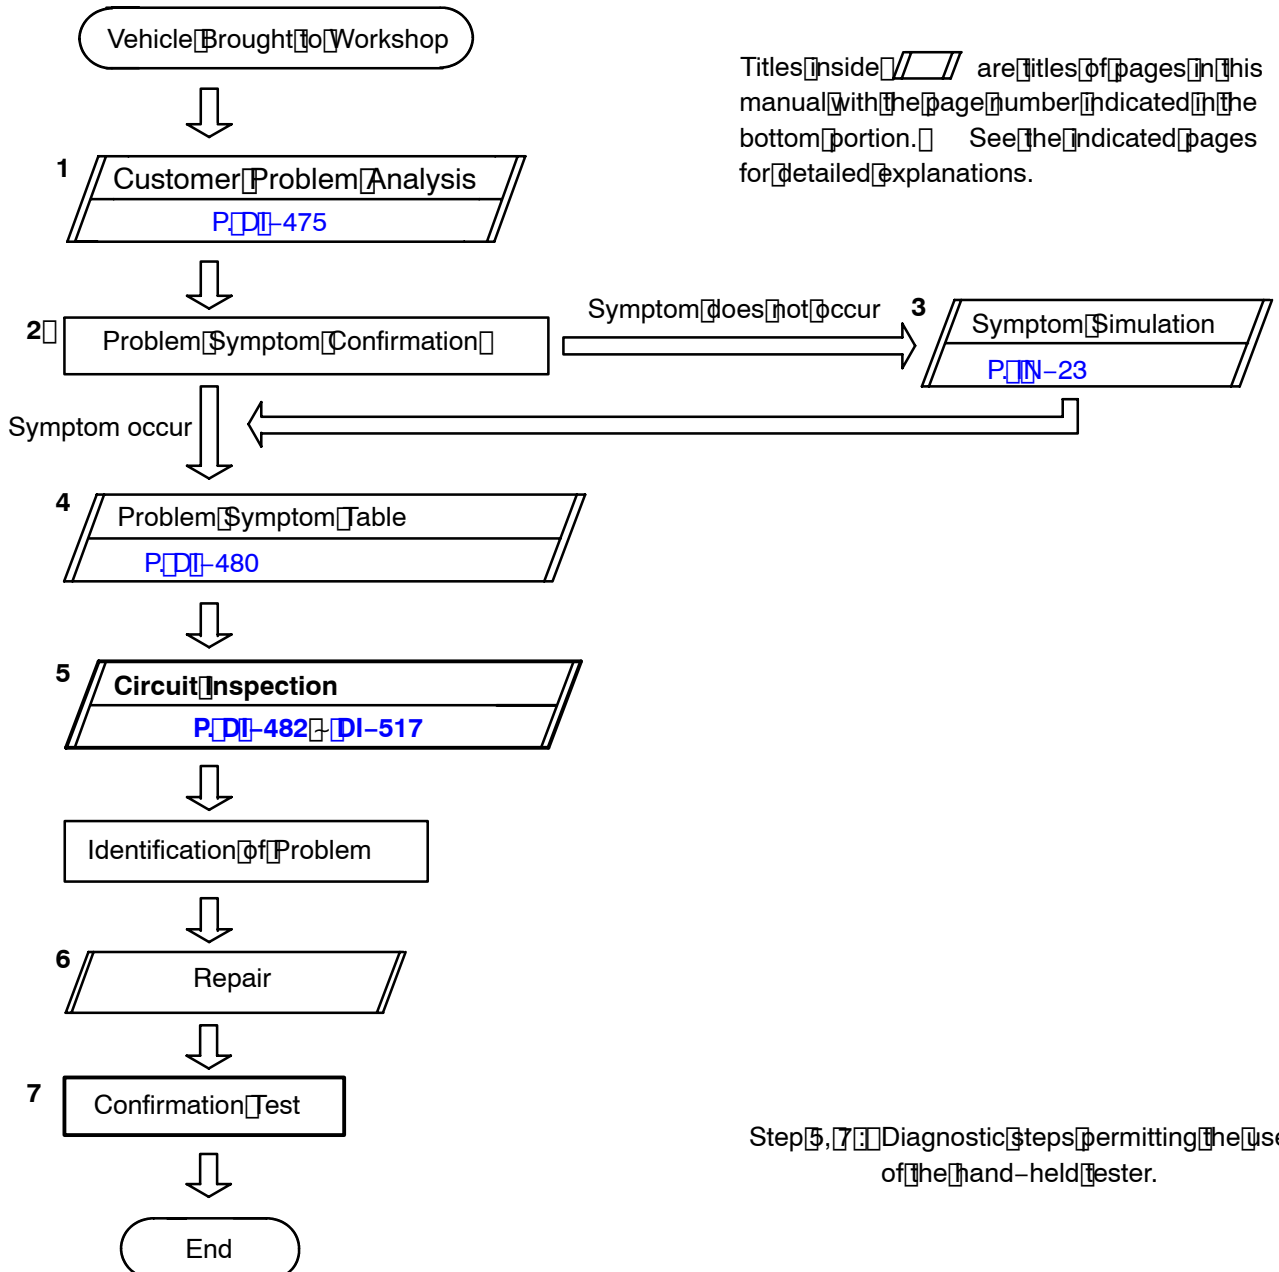 Vehicle Brought to Workshop
Titles inside are titles of pages in this
manual with the page number indicated in the
bottom portion. See the indicated pages
for detailed explanations.
1
Customer Problem Analysis
P. DI–475
2
Problem Symptom Confirmation
Symptom does not occur
3
Symptom Simulation
P. IN–23
Symptom occur
4
Problem Symptom Table
P. DI–480
5
Circuit Inspection
P. DI–482 ~ DI–517
Identification of Problem
6
Repair
7
Confirmation Test
Step 5, 7 : Diagnostic steps permitting the use
of the hand–held tester.
End